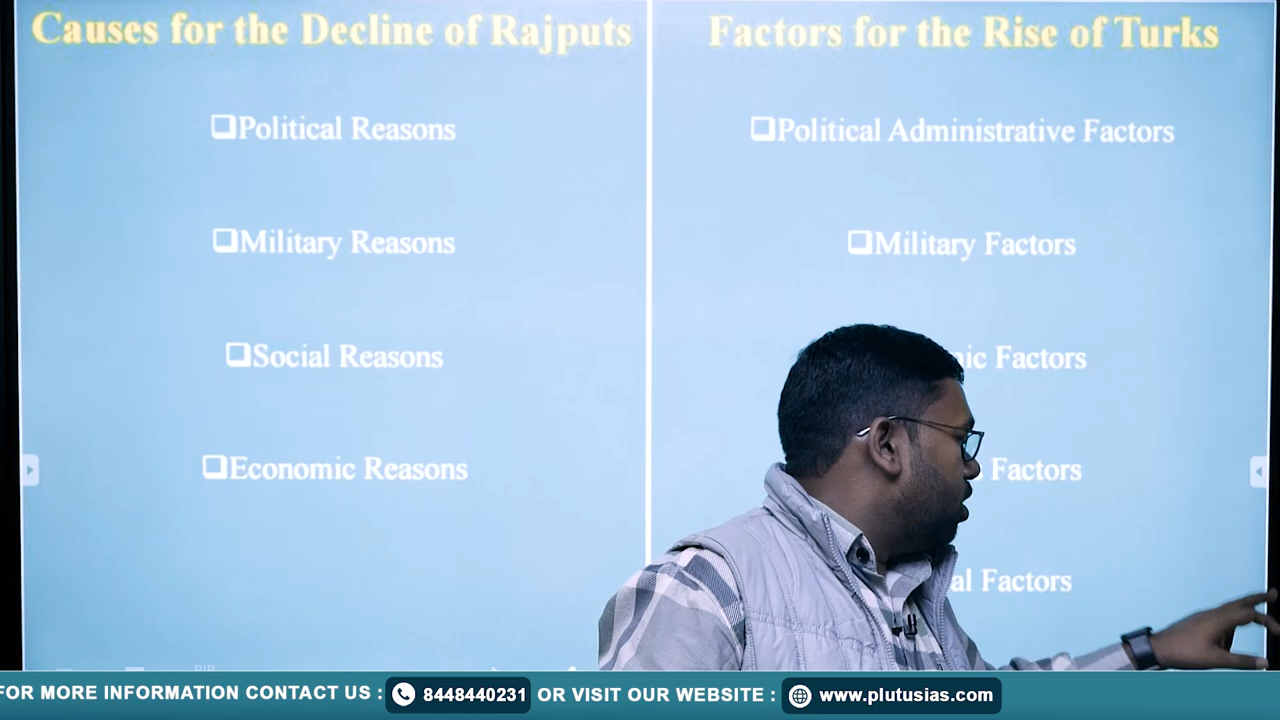 Causes for the Decline of Rajputs
❑Political Reasons
❑Military Reasons
❑Social Reasons
❑Economic Reasons
Factors for the Rise of Turks
❑Political Administrative Factors
❑Military Factors
Factors
Factors
Factors
FOR MORE INFORMATION CONTACT US : 8448440231 OR VISIT OUR WEBSITE : www.plutusias.com